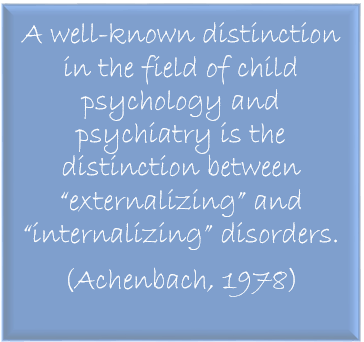 A well-known distinction
in the field of child
psychology and
psychiatry is the
distinction between
“externalizing” and
“internalizing” disorders.
(Achenbach, 1978)